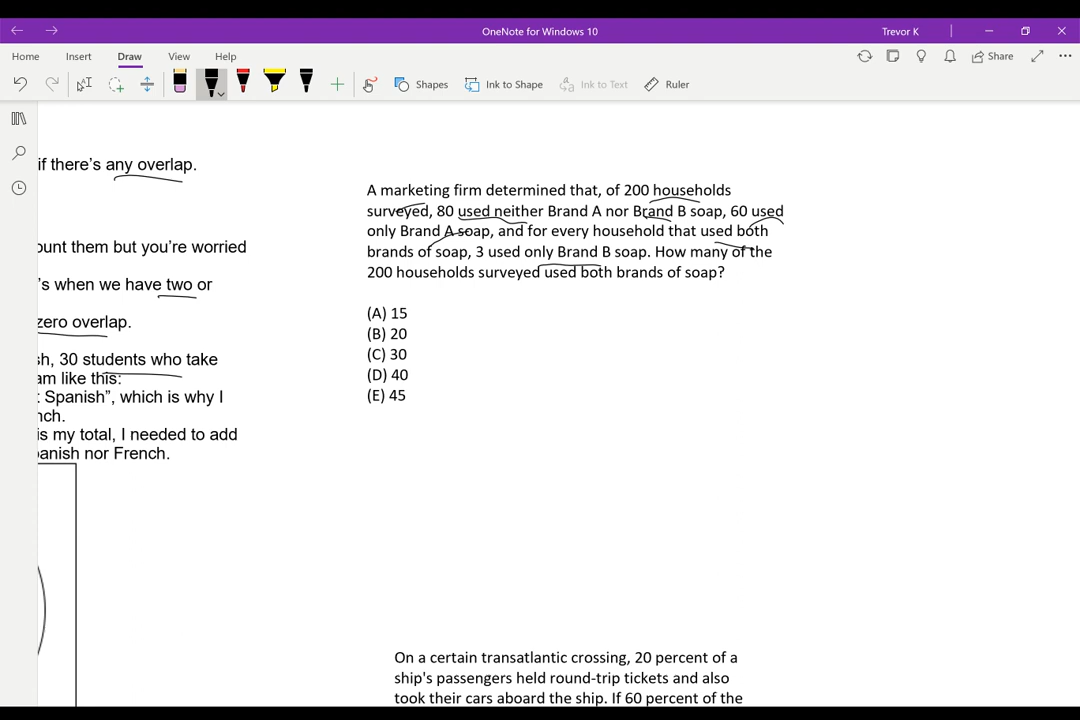 OneNote for Windows 10
Trevor K
Home
Insert
Draw
View
Help
Share
Shapes
Ink to Shape
Ink to Text
Ruler
if there's any overlap.
ount them but you're worried
's when we have two or
zero overlap.
sh, 30 students who take
am like this:
t Spanish", which is why I
nch.
is my total, I needed to add
panish nor French.
A marketing firm determined that, of 200 households
surveyed, 80 used neither Brand A nor Brand B soap, 60 used
only Brand A soap, and for every household that used both
brands of soap, 3 used only Brand B soap. How many of the
200 households surveyed used both brands of soap?
(A) 15
(B) 20
(C) 30
(D) 40
(E) 45
On a certain transatlantic crossing, 20 percent of a
ship's passengers held round-trip tickets and also
took their cars aboard the ship. If 60 percent of the